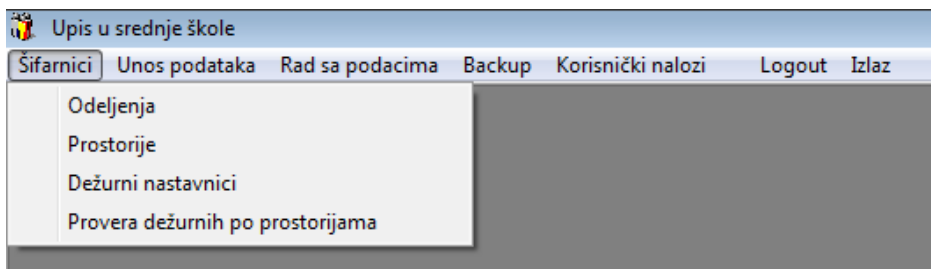 Upis u srednje škole
Šifarnici Unos podataka Rad sa podacima Backup Korisnički nalozi Logout Izlaz
Odeljenja
Prostorije
Dežurni nastavnici
Provera dežurnih po prostorijama